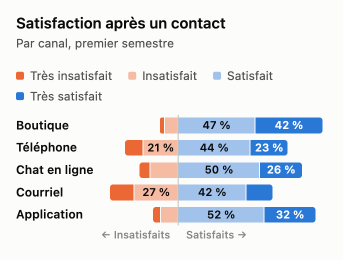 Satisfaction après un contact
Par canal, premier semestre
Très insatisfait Insatisfait Satisfait
Très satisfait
Boutique 47 % 42 %
Téléphone 21 % 44 % 23 %
Chat en ligne 50 % 26 %
Courriel 27 % 42 %
Application 52 % 32 %
← Insatisfaits Satisfaits →